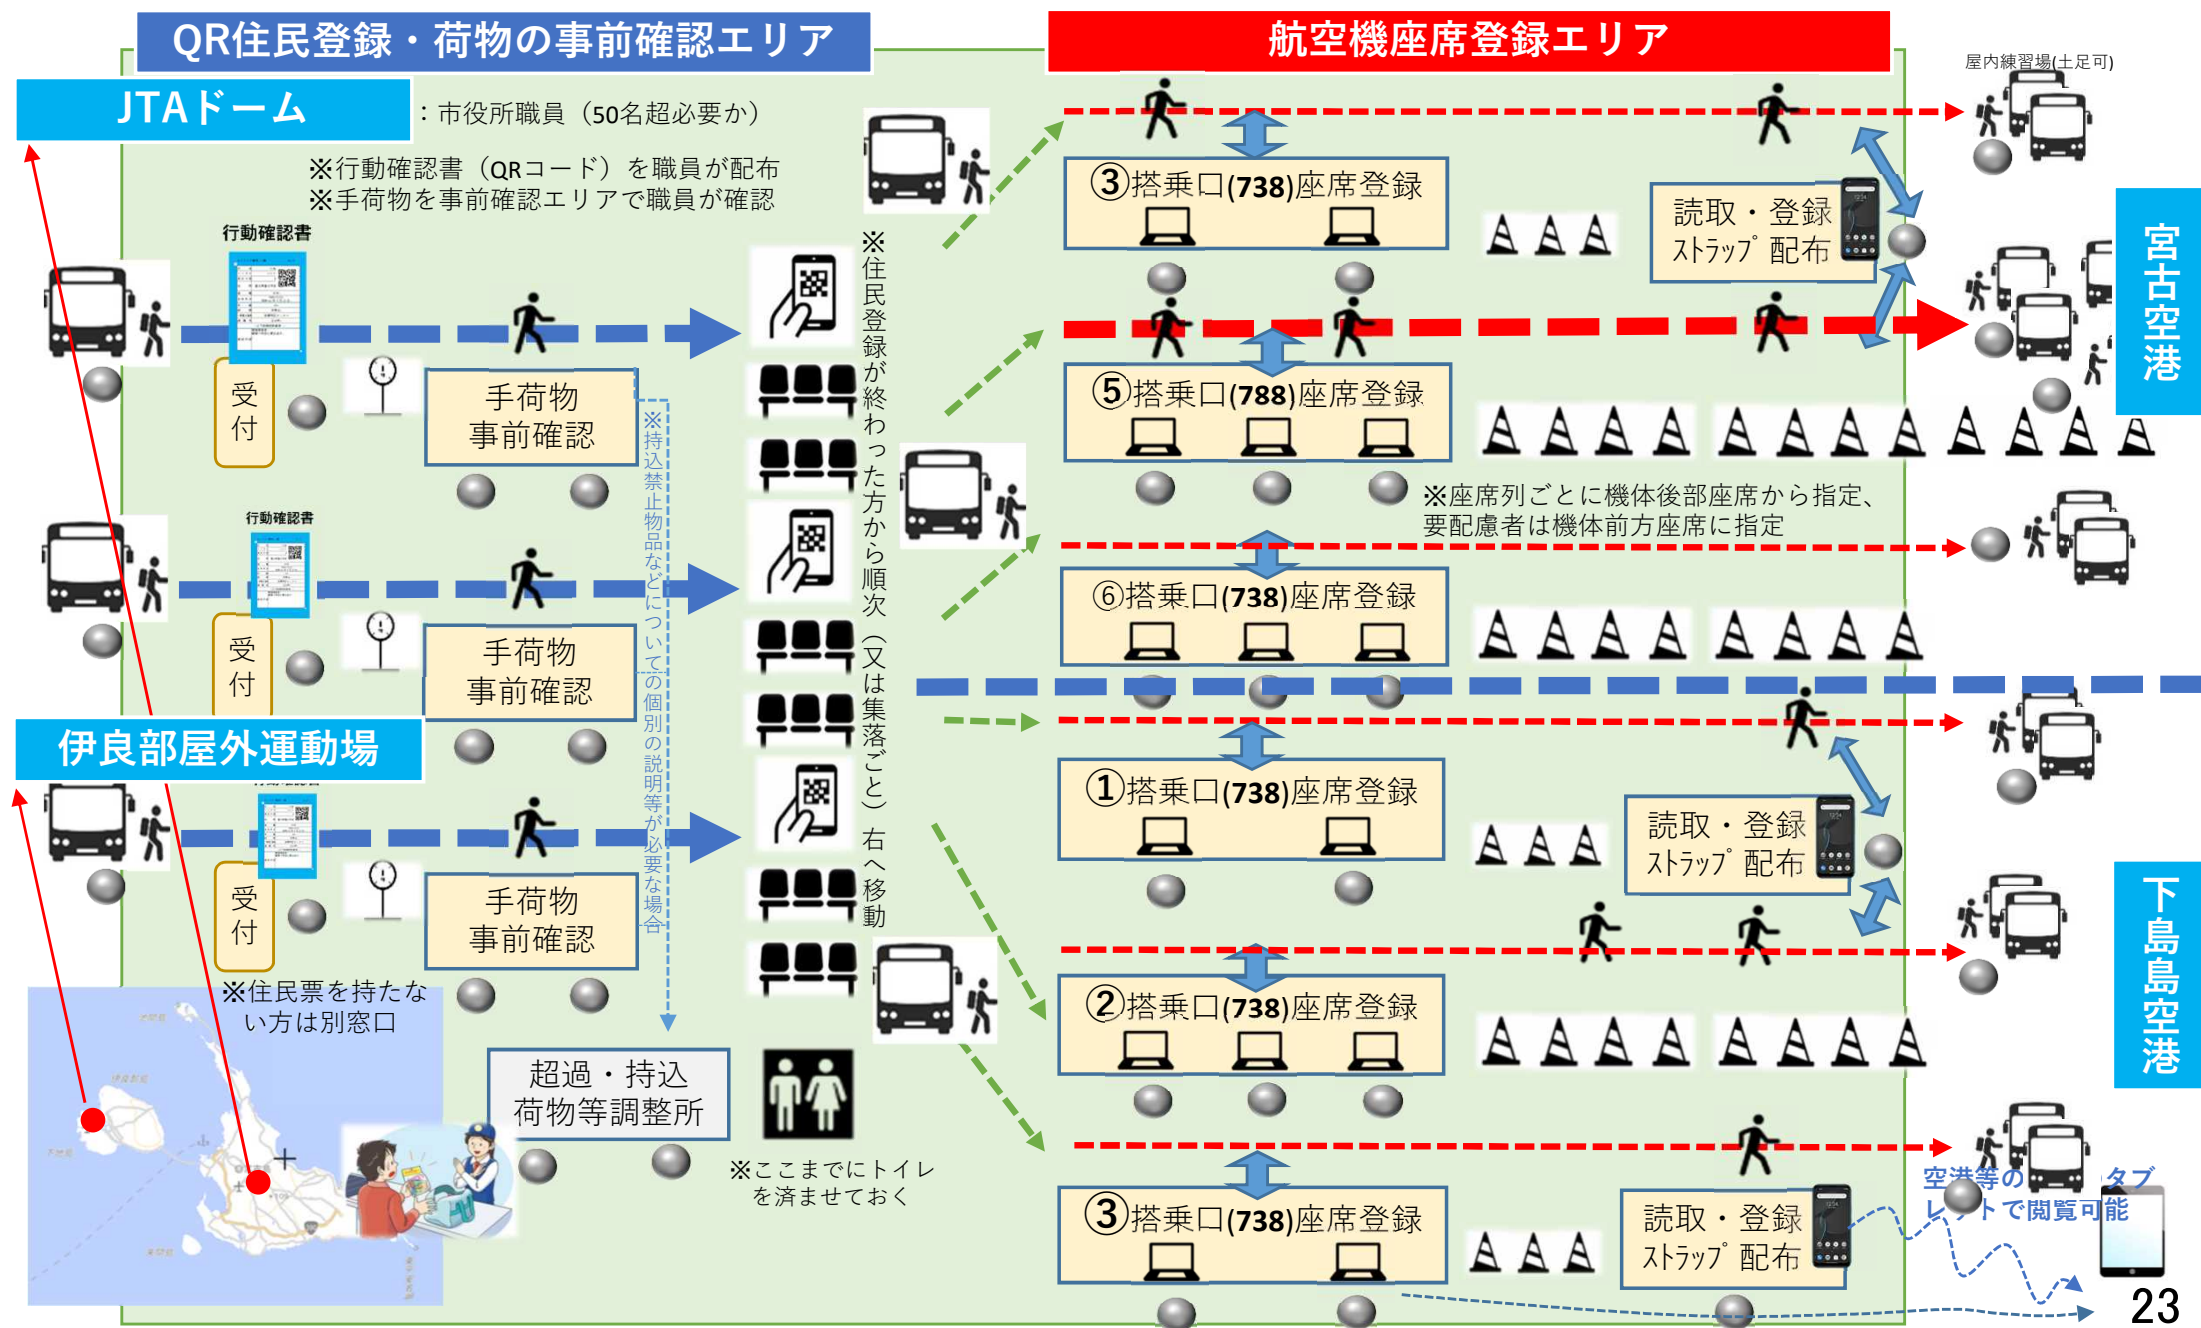 QR住民登録・荷物の事前確認エリア
航空機座席登録エリア
屋内練習場(土足可)
JTAドーム
：市役所職員（50名超必要か）
※行動確認書（QRコード）を職員が配布
※手荷物を事前確認エリアで職員が確認
行動確認書
受付
手荷物
事前確認
行動確認書
受付
手荷物
事前確認
伊良部屋外運動場
受付
手荷物
事前確認
※住民票を持たな
い方は別窓口
※持込禁止物品などについての個別の説明等が必要な場合
超過・持込
荷物等調整所
※ここまでにトイレ
を済ませておく
※住民登録が終わった方から順次（又は集落ごと）右へ移動
③搭乗口(738)座席登録
読取・登録
ｽﾄﾗｯﾌﾟ配布
⑤搭乗口(788)座席登録
※座席列ごとに機体後部座席から指定、
要配慮者は機体前方座席に指定
⑥搭乗口(738)座席登録
宮古空港
①搭乗口(738)座席登録
読取・登録
ｽﾄﾗｯﾌﾟ配布
②搭乗口(738)座席登録
下島島空港
③搭乗口(738)座席登録
読取・登録
ｽﾄﾗｯﾌﾟ配布
空港等の タブ
レットで閲覧可能
23